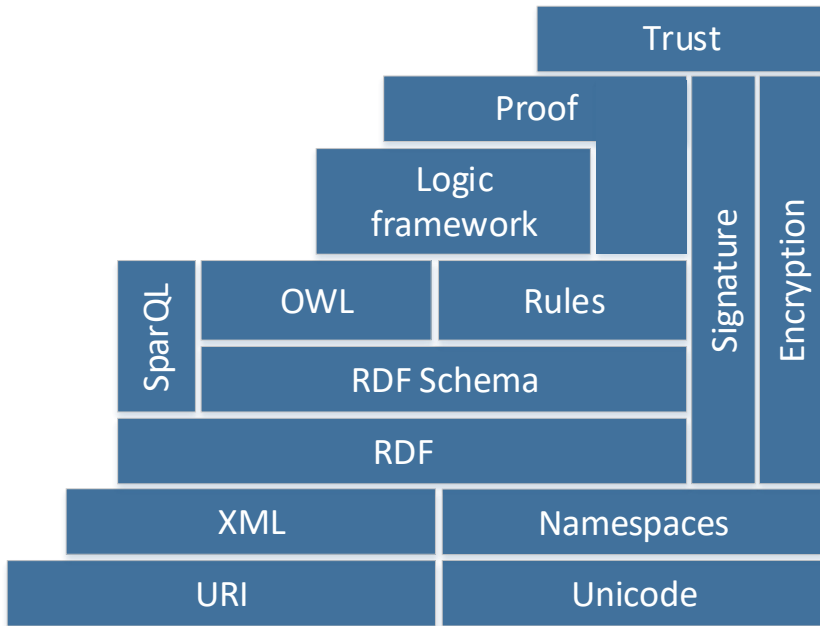 Trust
Proof
Logic
framework
Signature
Encryption
SparQL
OWL
Rules
RDF Schema
RDF
XML
Namespaces
URI
Unicode